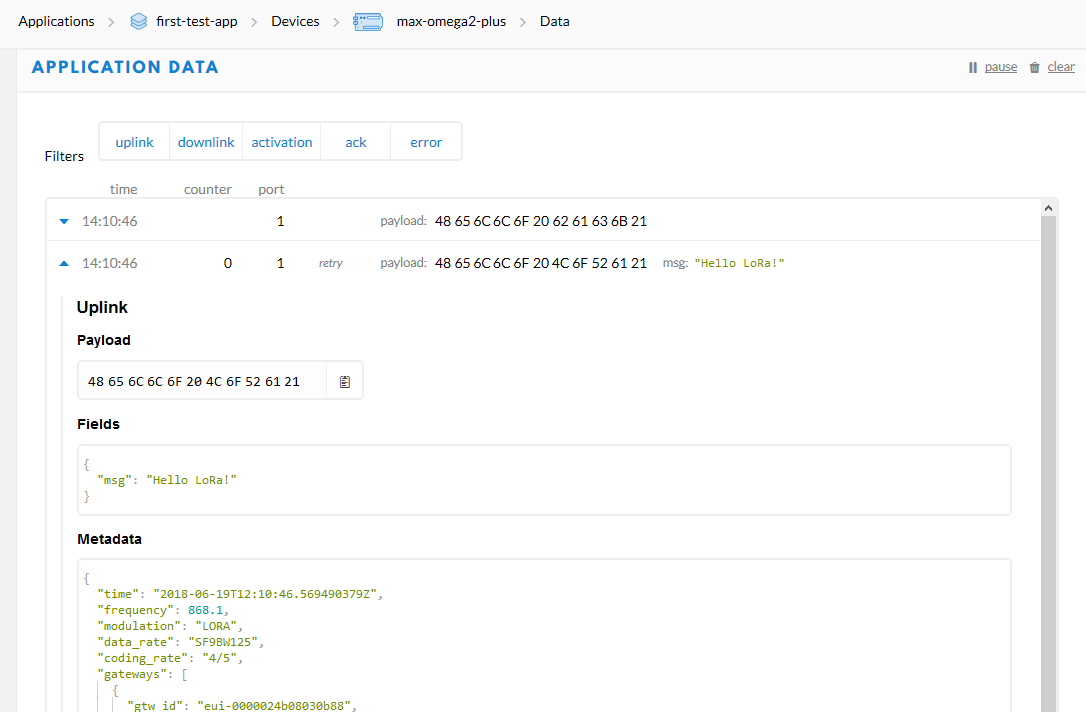 Applications > first-test-app > Devices > max-omega2-plus > Data
APPLICATION DATA
pause clear
Filters uplink downlink activation ack error
time counter port
14:10:46 1 payload: 48 65 6C 6C 6F 20 62 61 63 6B 21
14:10:46 0 1 retry payload: 48 65 6C 6C 6F 20 4C 6F 52 61 21 msg: "Hello LoRa!"
Uplink
Payload
48 65 6C 6C 6F 20 4C 6F 52 61 21
Fields
{
"msg": "Hello LoRa!"
}
Metadata
{
"time": "2018-06-19T12:10:46.569490379Z",
"frequency": 868.1,
"modulation": "LORA",
"data_rate": "SF9BW125",
"coding_rate": "4/5",
"gateways": [
{
"gtw_id": "eui-0000024b08030b88",